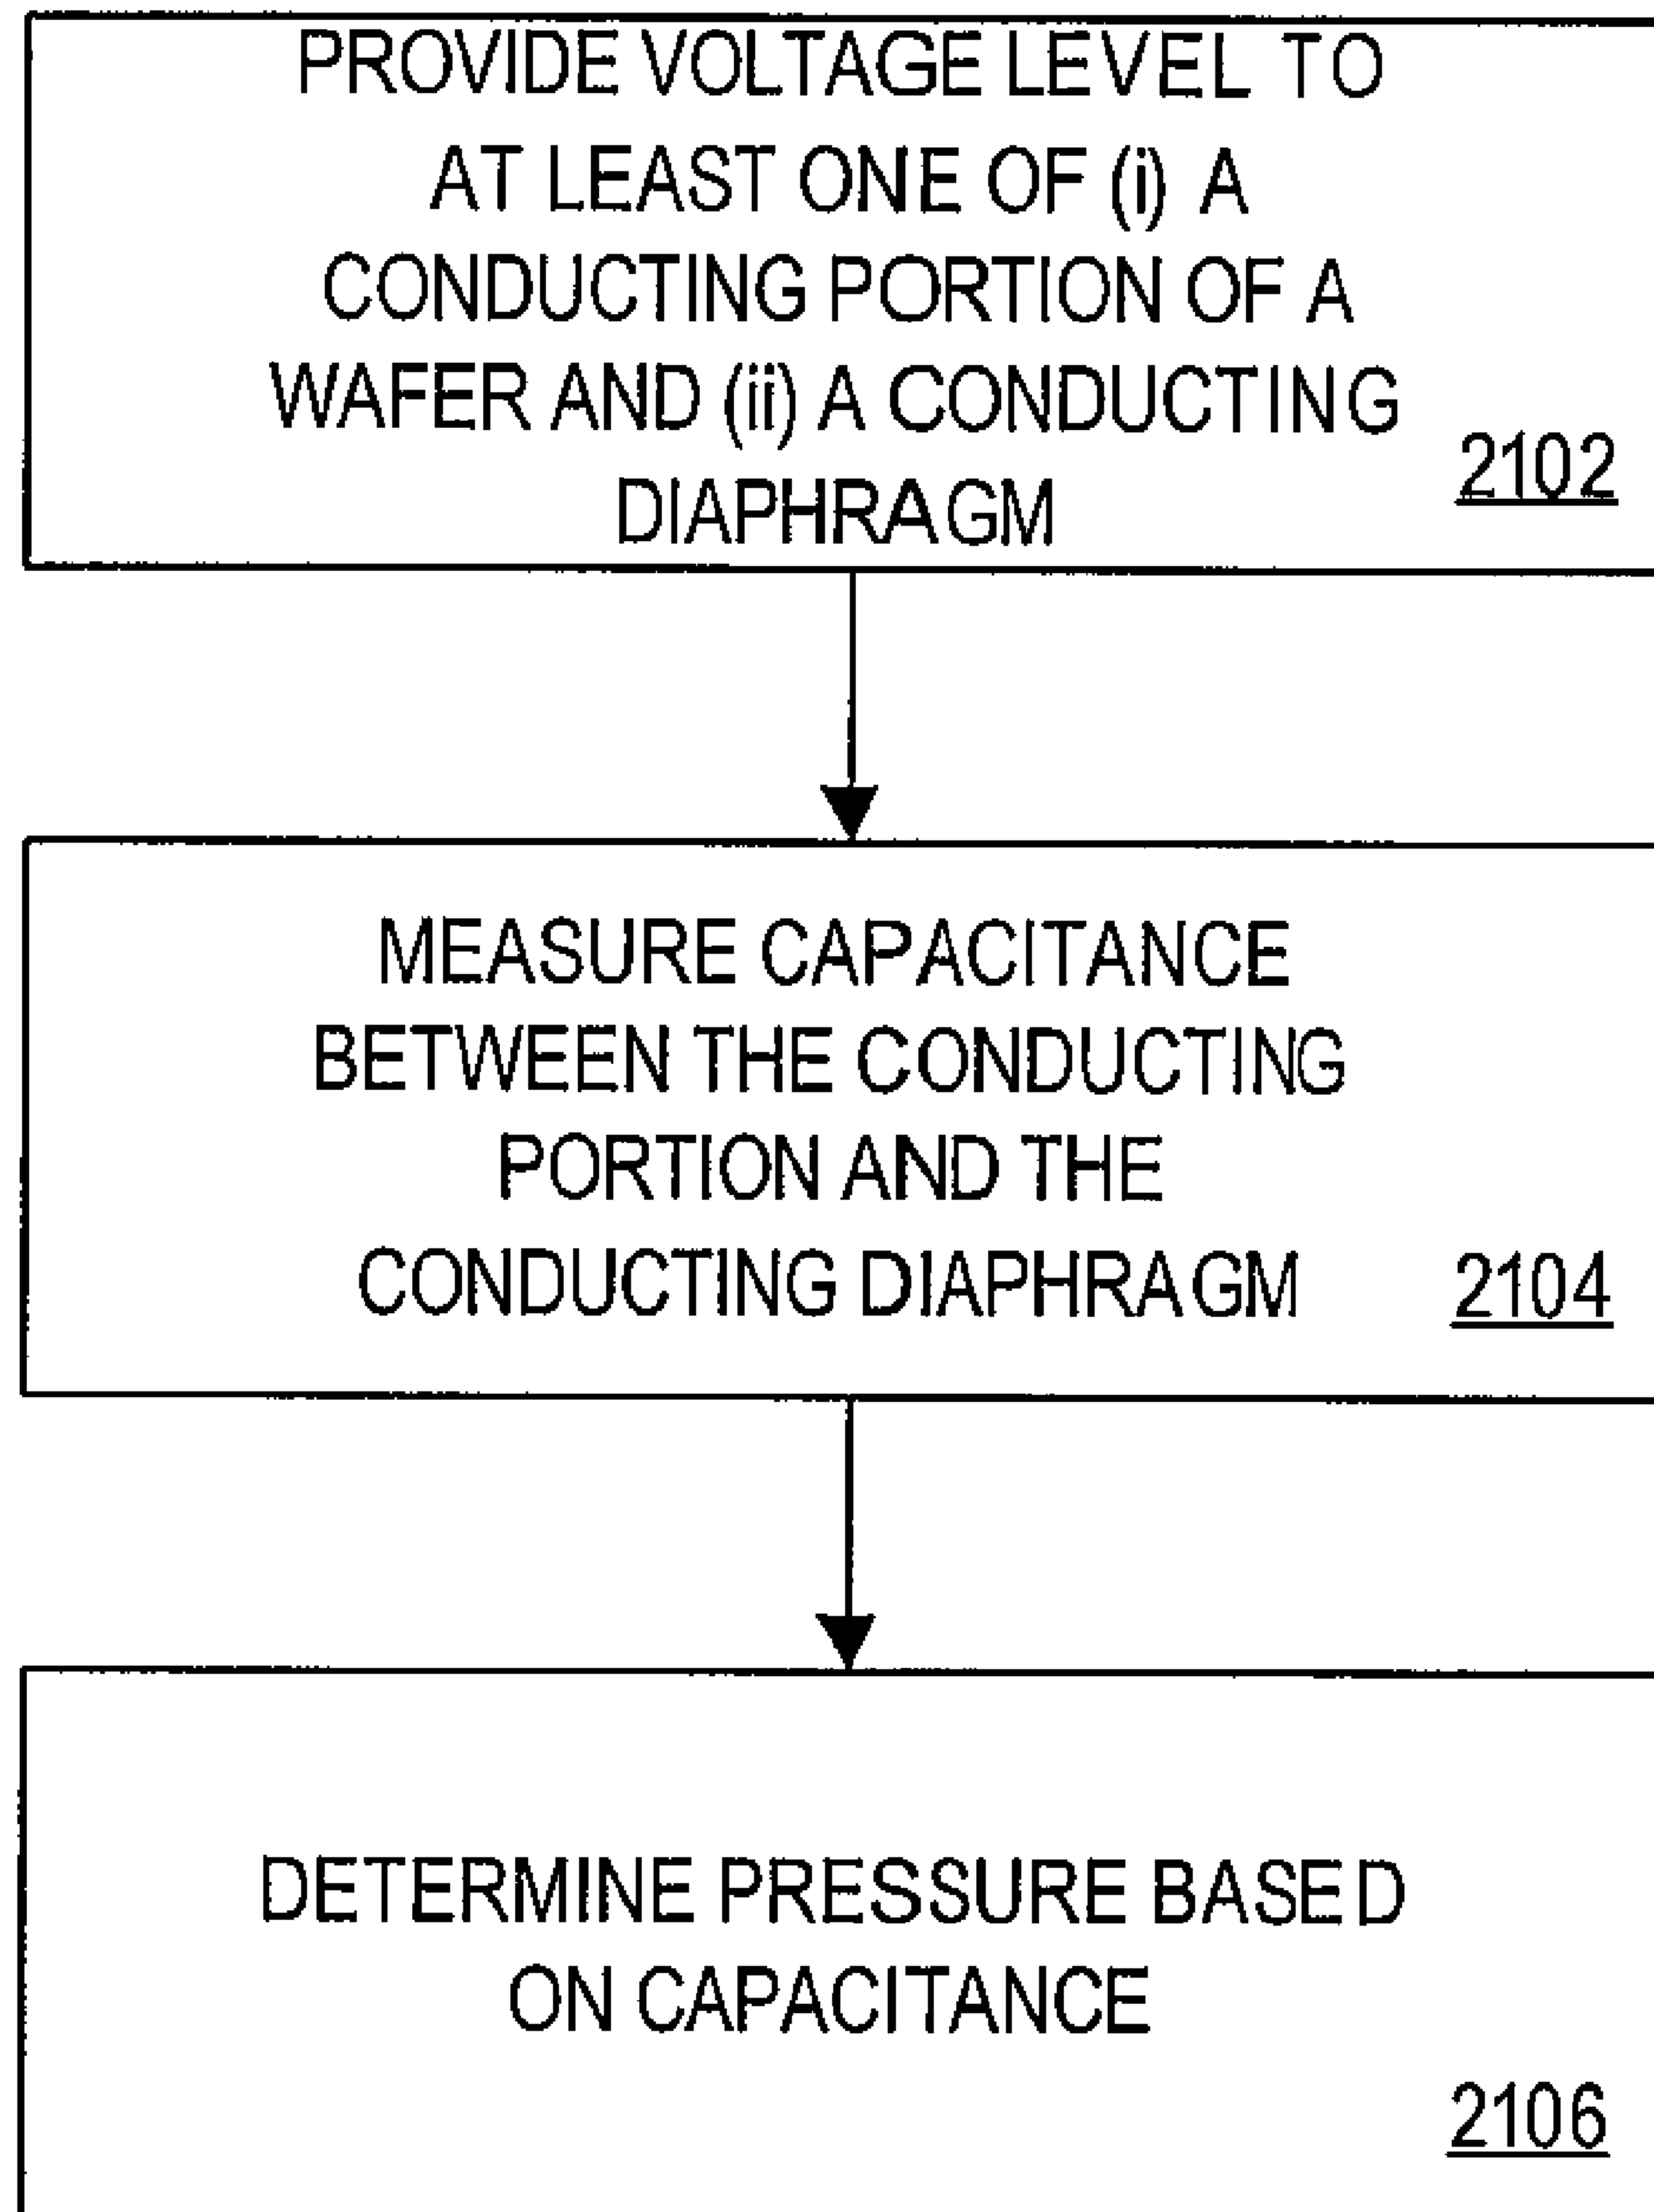 PROVIDE VOLTAGE LEVEL TO
AT LEAST ONE OF (i) A
CONDUCTING PORTION OF A
WAFER AND (ii) A CONDUCTING
DIAPHRAGM
2102
MEASURE CAPACITANCE
BETWEEN THE CONDUCTING
PORTION AND THE
CONDUCTING DIAPHRAGM
2104
DETERMINE PRESSURE BASED
ON CAPACITANCE
2106